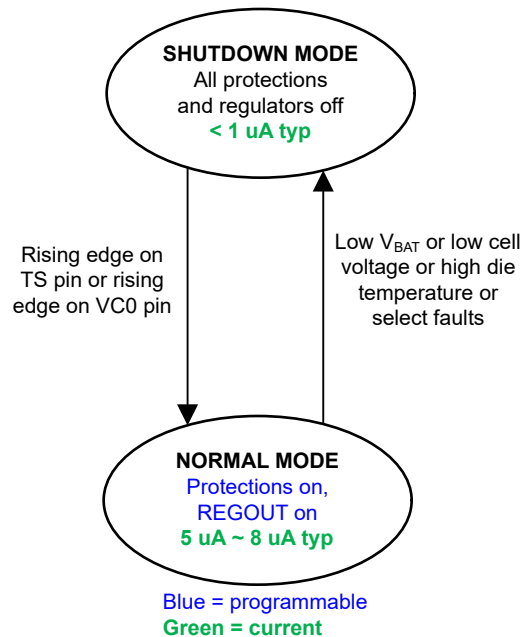 SHUTDOWN MODE
All protections
and regulators off
< 1 uA typ
Rising edge on
TS pin or rising
edge on VC0 pin
Low VBAT or low cell
voltage or high die
temperature or
select faults
NORMAL MODE
Protections on,
REGOUT on
5 uA ~ 8 uA typ
Blue = programmable
Green = current